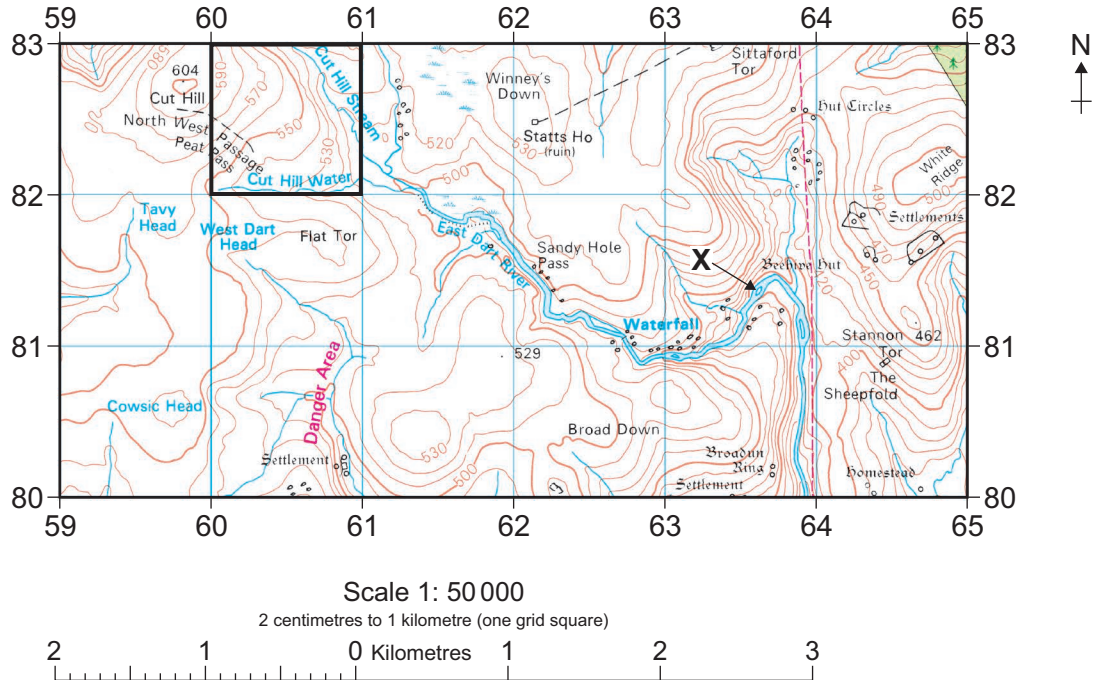 59 60 61 62 63 64 65
83 83
N
580
604
590
Cut Hill
570
Cut Hill Stream
Winney's
Down
Sittaford
Tor
North West Passage
Peat Pass
550
530
520
530
Statts Ho
(ruin)
Hut Circles
500
White
Ridge
500
490
Cut Hill Water
82 82
Tavy
Head
West Dart
Head
Flat Tor
East Dart River
Sandy Hole
Pass
Settlements
470
450
X
Beehive Hut
420
Waterfall
Stannon 462
Tor
81 81
529
400
The
Sheepfold
Danger Area
Cowsic Head
Broad Down
530
500
Settlement
Broadun
Ring
Settlement
Homestead
80 80
59 60 61 62 63 64 65
Scale 1: 50 000
2 centimetres to 1 kilometre (one grid square)
2 1 0 Kilometres 1 2 3